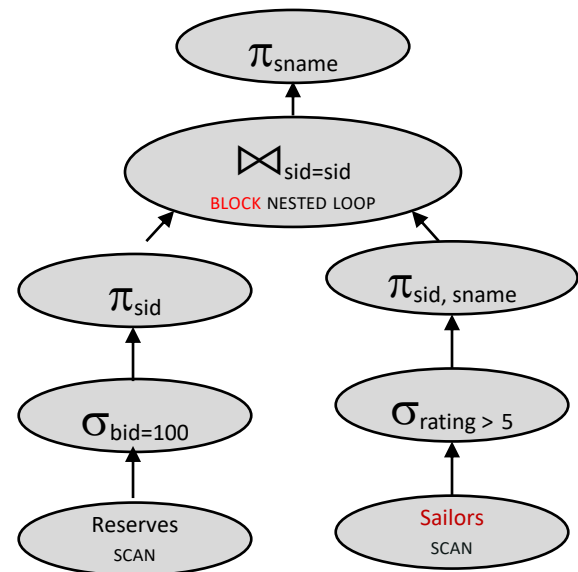 πsname
⋈sid=sid
BLOCK NESTED LOOP
πsid
πsid, sname
σbid=100
σrating > 5
Reserves
SCAN
Sailors
SCAN